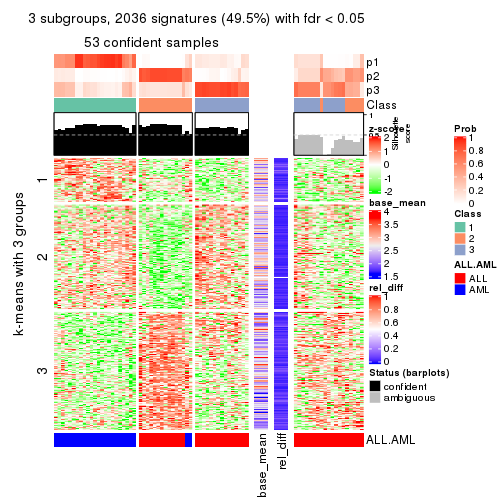 3 subgroups, 2036 signatures (49.5%) with fdr < 0.05
53 confident samples
p1
p2
p3
Class
1
0.5
0
Silhouette score
k-means with 3 groups
1
2
3
ALL.AML
base_mean
rel_diff
z-score
2
1
0
-1
-2
base_mean
4
3.5
3
2.5
2
1.5
rel_diff
1
0.8
0.6
0.4
0.2
0
Status (barplots)
confident
ambiguous
Prob
1
0.8
0.6
0.4
0.2
0
Class
1
2
3
ALL.AML
ALL
AML